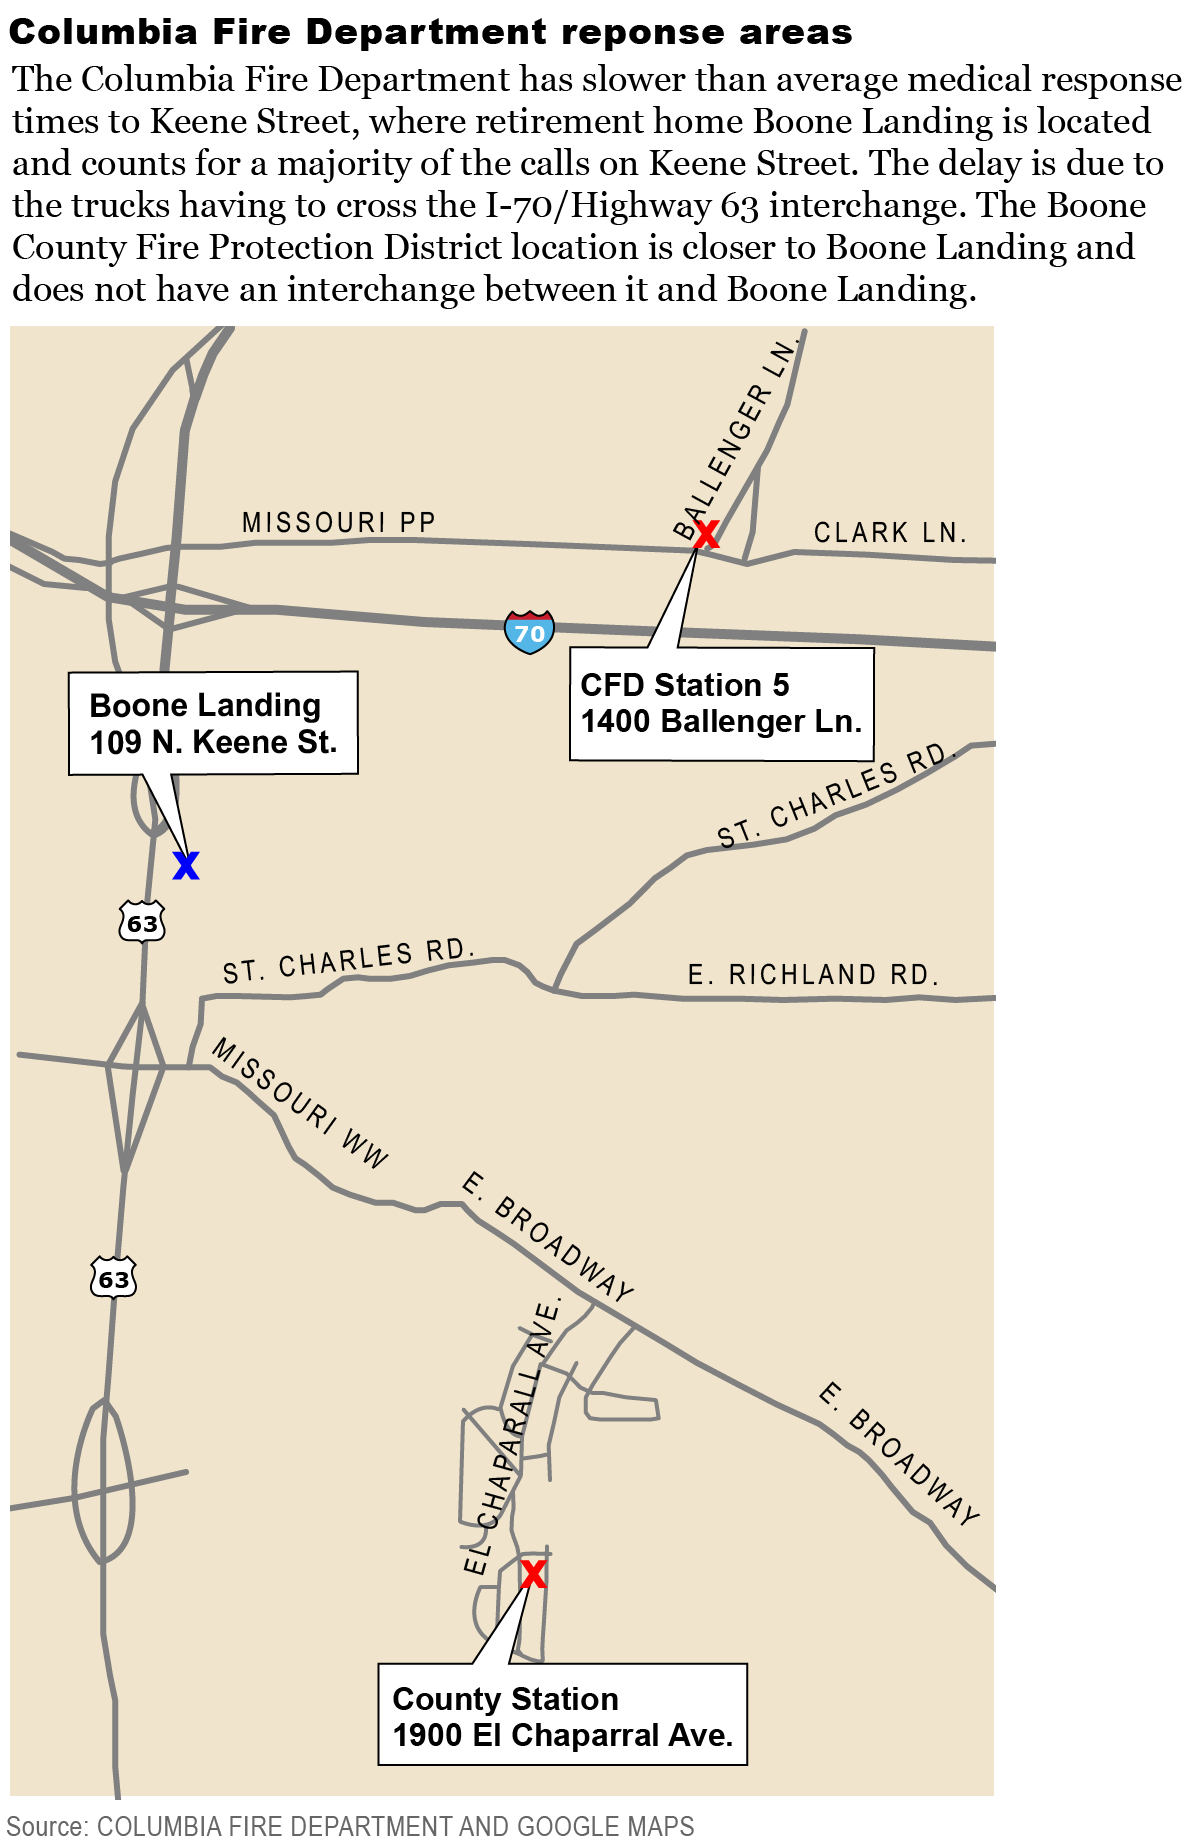 Columbia Fire Department reponse areas
The Columbia Fire Department has slower than average medical response
times to Keene Street, where retirement home Boone Landing is located
and counts for a majority of the calls on Keene Street. The delay is due to
the trucks having to cross the I-70/Highway 63 interchange. The Boone
County Fire Protection District location is closer to Boone Landing and
does not have an interchange between it and Boone Landing.
BALLENGER LN.
MISSOURI PP
X
CLARK LN.
70
Boone Landing
109 N. Keene St.
CFD Station 5
1400 Ballenger Ln.
ST. CHARLES RD.
X
63
ST. CHARLES RD.
E. RICHLAND RD.
MISSOURI WW
E. BROADWAY
63
EL CHAPARALL AVE.
E. BROADWAY
X
County Station
1900 El Chaparral Ave.
Source: COLUMBIA FIRE DEPARTMENT AND GOOGLE MAPS